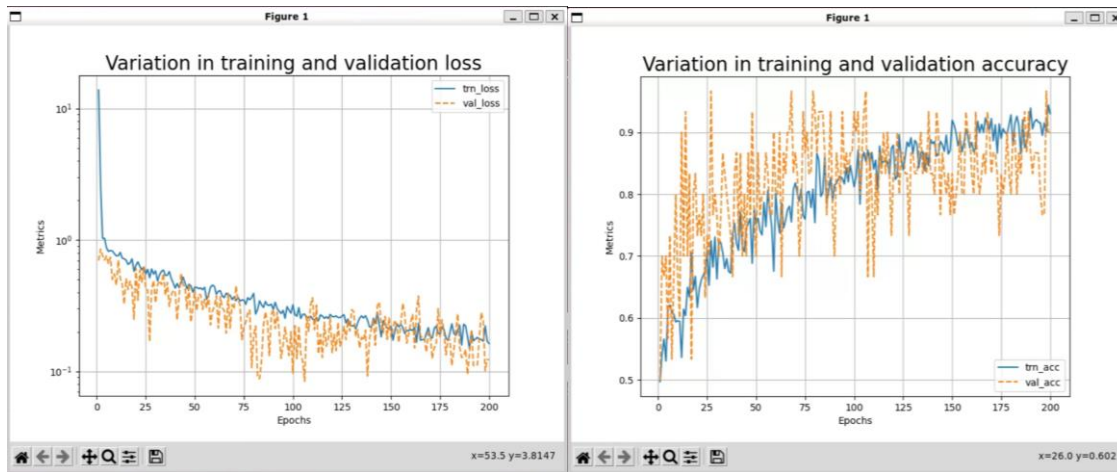 Figure 1
Variation in training and validation loss
trn_loss
val_loss
10¹
10⁰
10⁻¹
Metrics
0 25 50 75 100 125 150 175 200
Epochs
x=53.5 y=3.8147
Figure 1
Variation in training and validation accuracy
0.9
0.8
0.7
0.6
0.5
Metrics
trn_acc
val_acc
0 25 50 75 100 125 150 175 200
Epochs
x=26.0 y=0.602